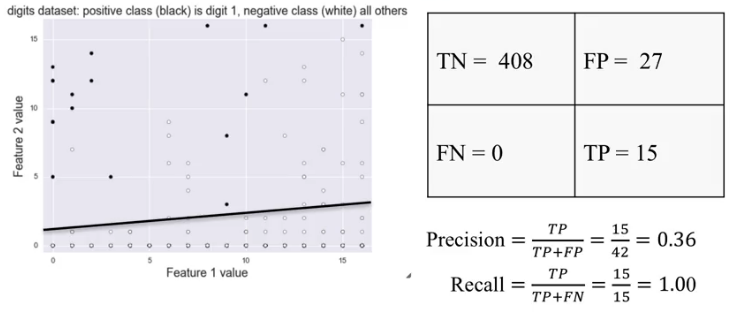 digits dataset: positive class (black) is digit 1, negative class (white) all others
15
10
5
0
Feature 2 value
0
5
10
15
Feature 1 value
TN = 408
FP = 27
FN = 0
TP = 15
Precision = TP/TP+FP = 15/42 = 0.36
Recall = TP/TP+FN = 15/15 = 1.00